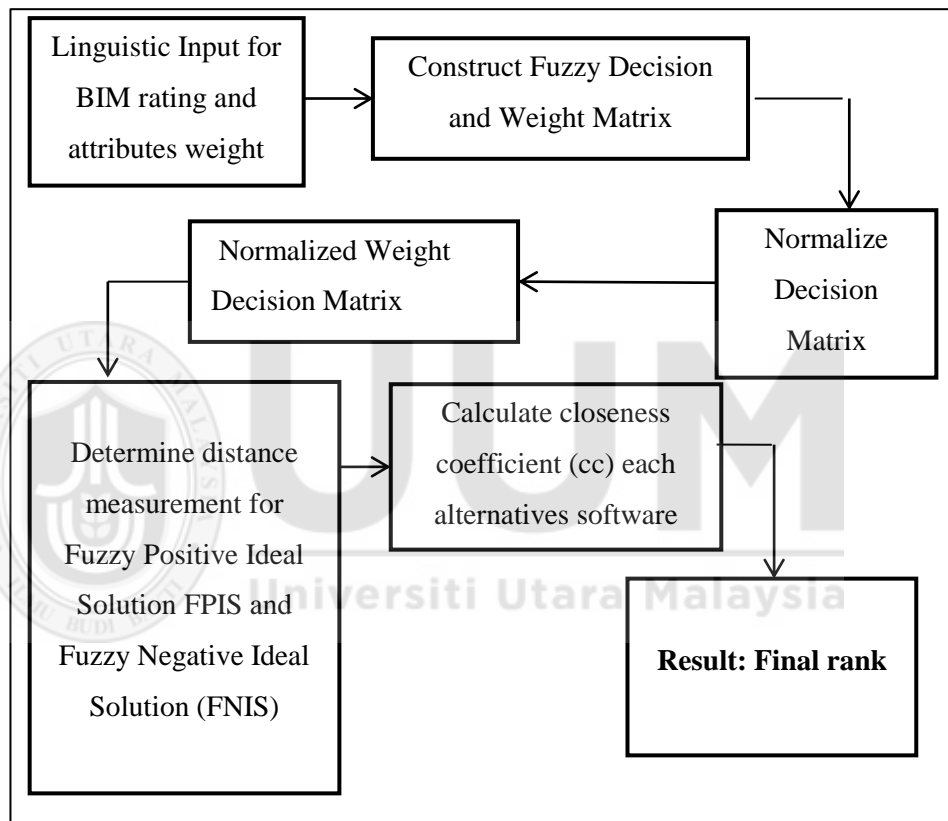 Linguistic Input for
BIM rating and
attributes weight
Construct Fuzzy Decision
and Weight Matrix
Normalize
Decision
Matrix
Normalized Weight
Decision Matrix
Determine distance
measurement for
Fuzzy Positive Ideal
Solution FPIS and
Fuzzy Negative Ideal
Solution (FNIS)
Calculate closeness
coefficient (cc) each
alternatives software
Result: Final rank
UUM
Universiti Utara Malaysia
UTARA MALAYSIA
BUDI